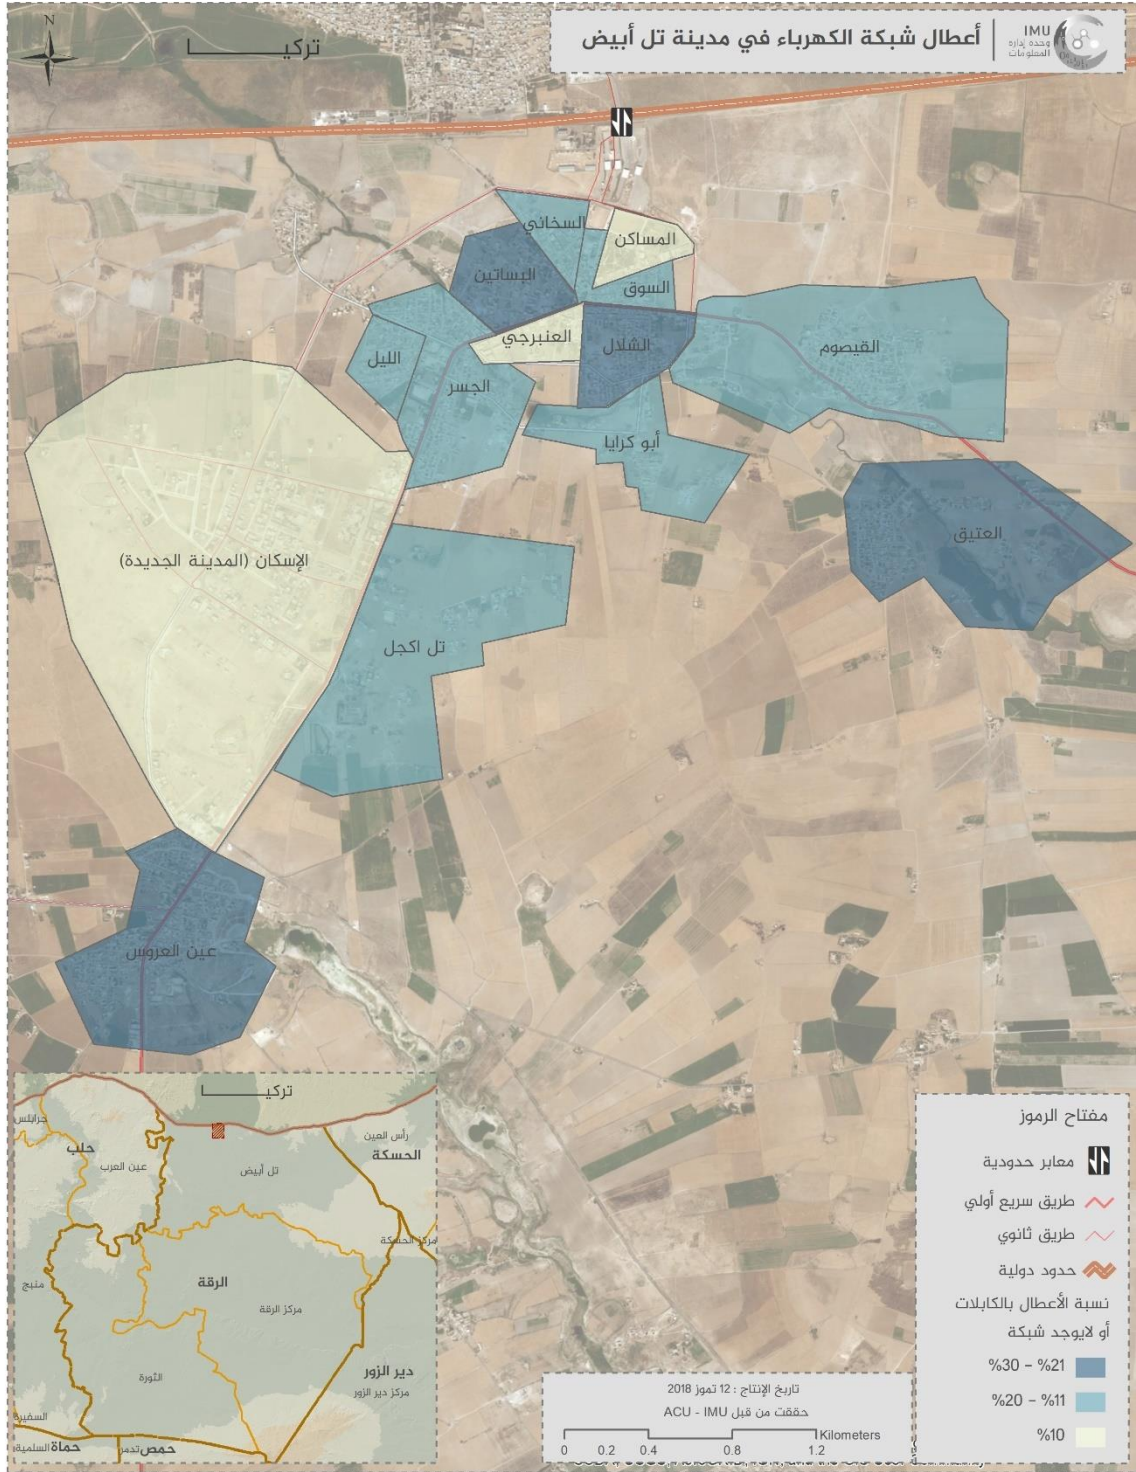 أعطال شبكة الكهرباء في مدينة تل أبيض
IMU
وحدة إدارة
المعلومات
N
تركيـــــــا
السخاني
المساكن
البساتين
السوق
العنبرجي
الشلال
القيصوم
الليل
الجسر
أبو كرايا
العتيق
الإسكان (المدينة الجديدة)
تل اكجل
عين العروس
تركيـــــــا
جرابلس
رأس العين
حلب
الحسكة
عين العرب
تل أبيض
مركز الحسكة
منبج
الرقة
مركز الرقة
دير الزور
الثورة
مركز دير الزور
السفيرة
حماة
السلمية
حمص
تدمر
مفتاح الرموز
معابر حدودية
طريق سريع أولي
طريق ثانوي
حدود دولية
نسبة الأعطال بالكابلات
أو لايوجد شبكة
%30 - %21
%20 - %11
%10
تاريخ الإنتاج : 12 تموز 2018
حققت من قبل ACU - IMU
Kilometers
0 0.2 0.4 0.8 1.2